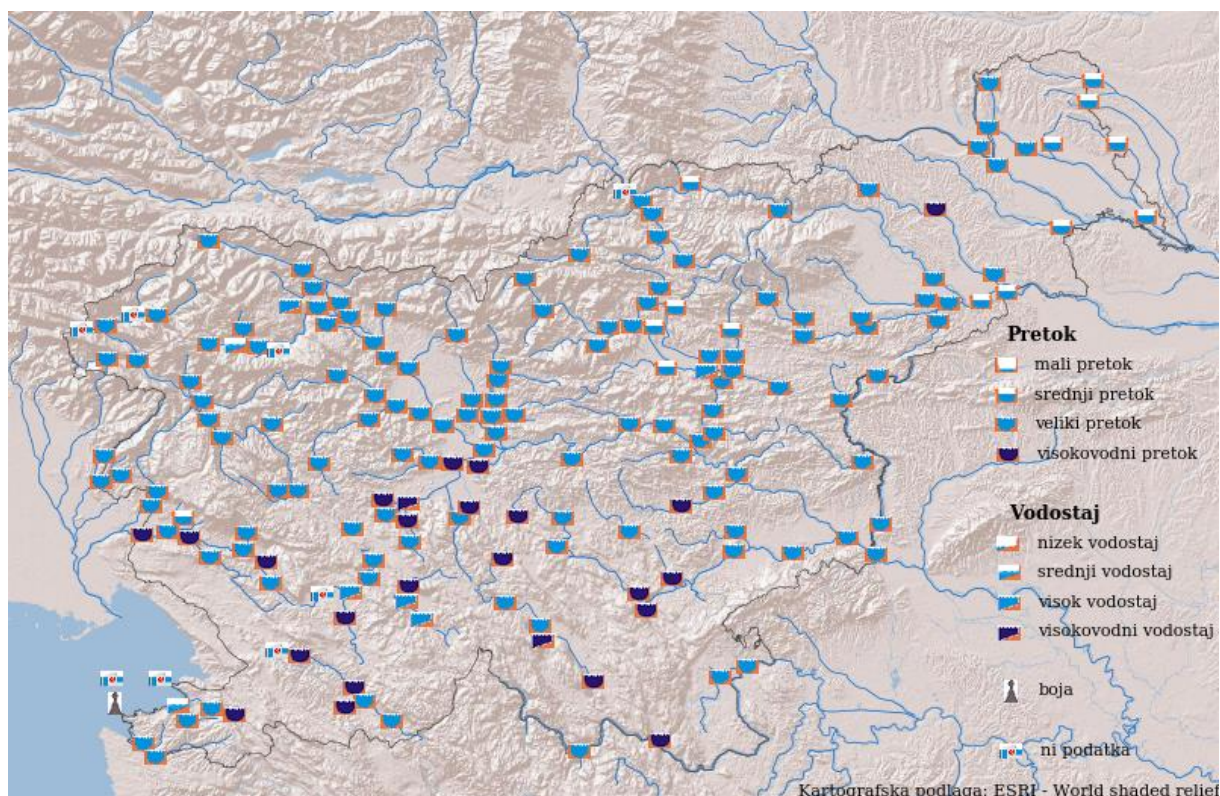 Pretok
mali pretok
srednji pretok
veliki pretok
visokovodni pretok
Vodostaj
nizek vodostaj
srednji vodostaj
visok vodostaj
visokovodni vodostaj
boja
ni podatka
Kartografska podlaga: ESRI - World shaded relief